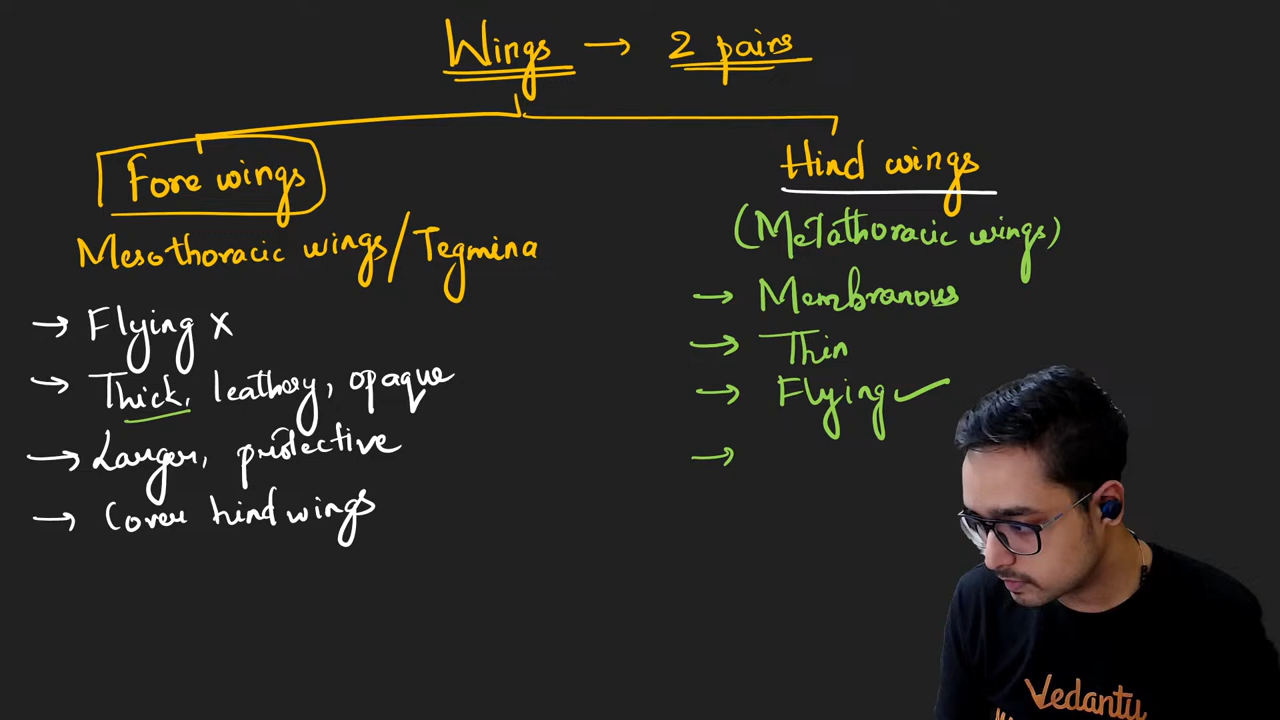 Wings → 2 pairs
Fore wings
Mesothoracic wings/Tegmina
→ Flying x
→ Thick, leathery, opaque
→ Larger, protective
→ Cover hind wings
Hind wings
(Metathoracic wings)
→ Membranous
→ Thin
→ Flying ✓
→
Vedantu